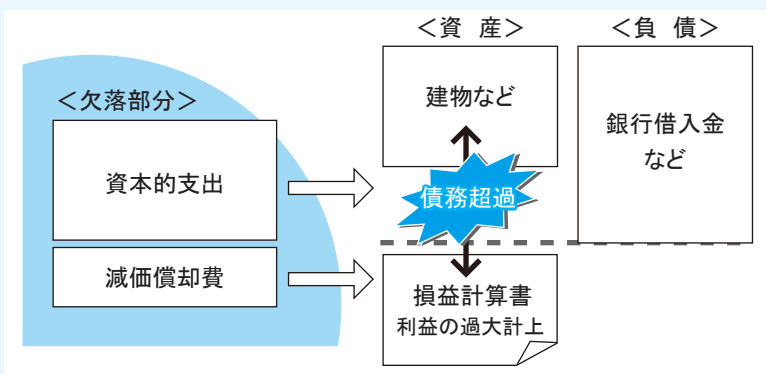 ＜資 産＞
＜負 債＞
＜欠落部分＞
建物など
銀行借入金
など
資本的支出
債務超過
減価償却費
損益計算書
利益の過大計上